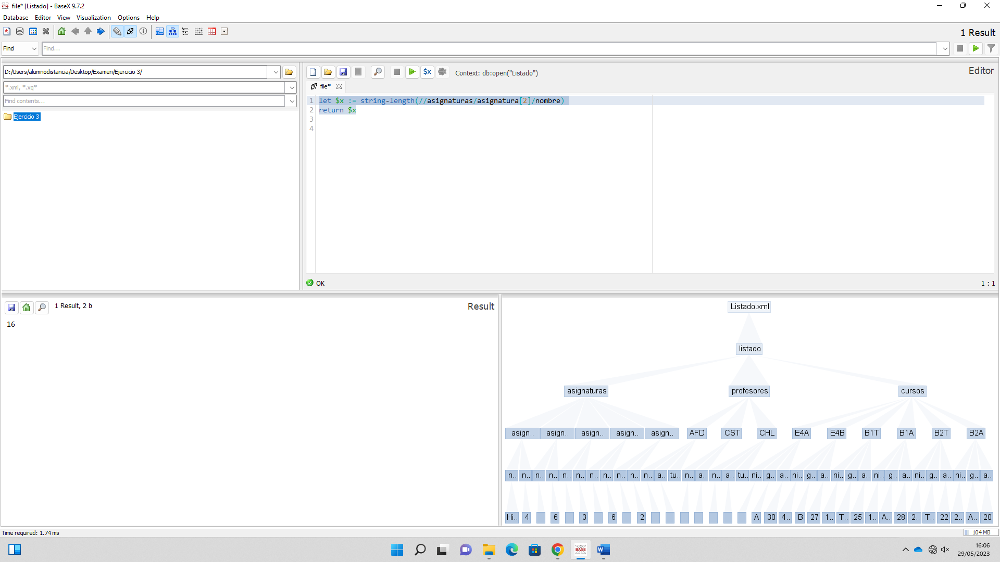 file* [Listado] - BaseX 9.7.2
Database Editor View Visualization Options Help
1 Result
Find Find...
D:/Users/alumnodistancia/Desktop/Examen/Ejercicio 3/
*.xml, *.xq*
Find contents...
Ejercicio 3
Context: db:open("Listado")
Editor
file*
1 let $x := string-length(//asignaturas/asignatura[2]/nombre)
2 return $x
3
4
OK
1 : 1
1 Result, 2 b
Result
16
Listado.xml
listado
asignaturas profesores cursos
asign.. asign.. asign.. asign.. asign.. AFD CST CHL E4A E4B B1T B1A B2T B2A
n.. n.. n.. n.. n.. n.. n.. n.. n.. n.. n.. a.. tu.. n.. a.. n.. a.. tu.. ni.. g.. a.. ni.. g.. a.. ni.. g.. a.. ni.. g.. a.. ni.. g.. a.. ni.. g.. a..
Hi.. 4 6 3 6 2 A 30 4.. B 27 1.. T.. 25 1.. A.. 28 2.. T.. 22 2.. A.. 20
Time required: 1.74 ms
104 MB
16:06
29/05/2023